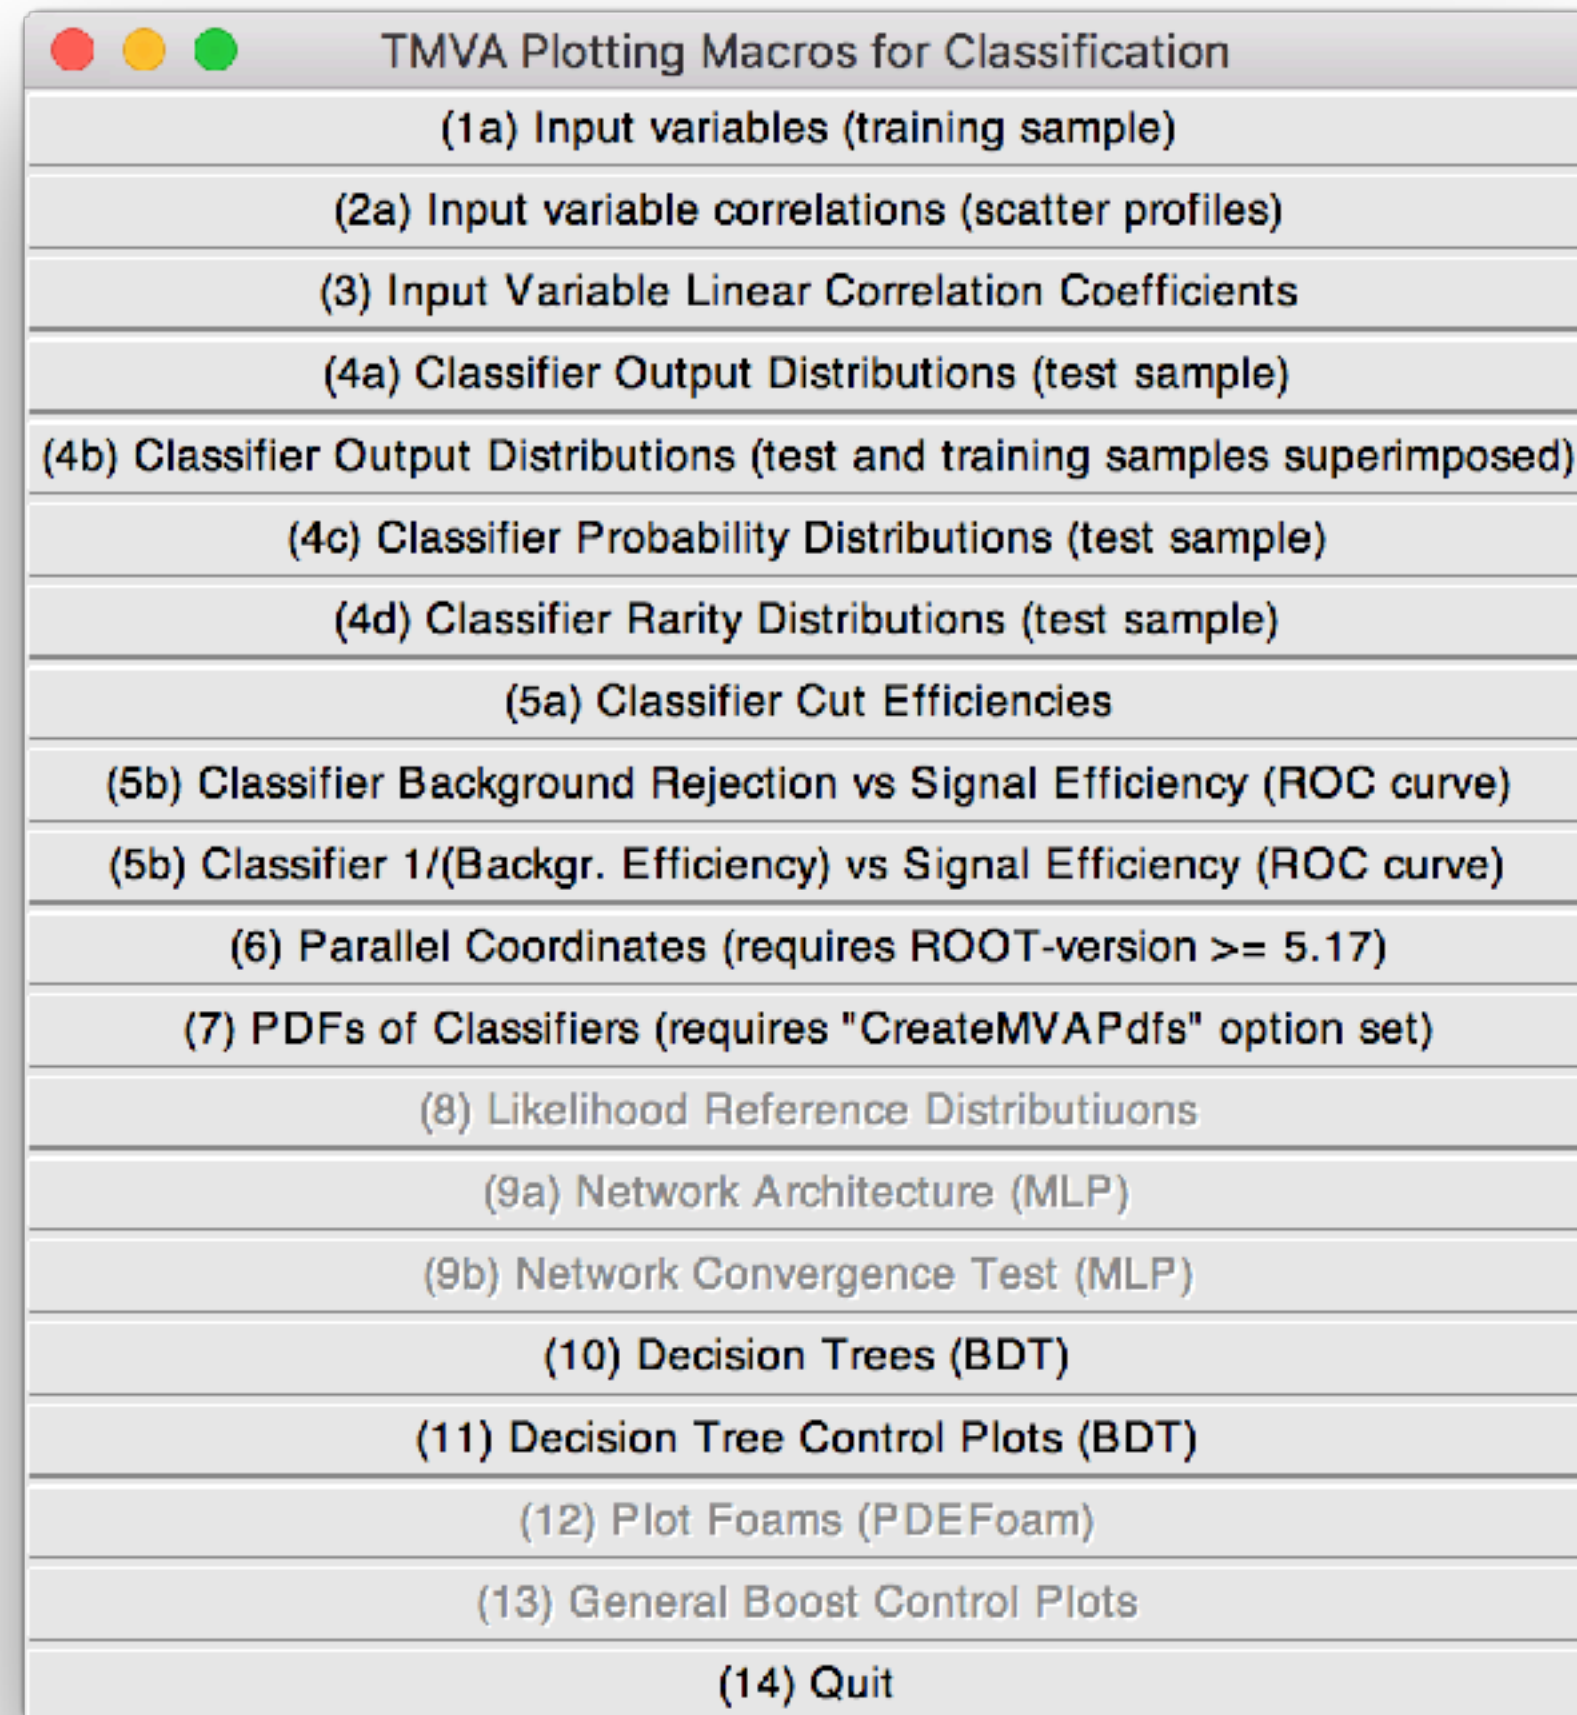 TMVA Plotting Macros for Classification
(1a) Input variables (training sample)
(2a) Input variable correlations (scatter profiles)
(3) Input Variable Linear Correlation Coefficients
(4a) Classifier Output Distributions (test sample)
(4b) Classifier Output Distributions (test and training samples superimposed)
(4c) Classifier Probability Distributions (test sample)
(4d) Classifier Rarity Distributions (test sample)
(5a) Classifier Cut Efficiencies
(5b) Classifier Background Rejection vs Signal Efficiency (ROC curve)
(5b) Classifier 1/(Backgr. Efficiency) vs Signal Efficiency (ROC curve)
(6) Parallel Coordinates (requires ROOT-version >= 5.17)
(7) PDFs of Classifiers (requires "CreateMVAPdfs" option set)
(8) Likelihood Reference Distributiuons
(9a) Network Architecture (MLP)
(9b) Network Convergence Test (MLP)
(10) Decision Trees (BDT)
(11) Decision Tree Control Plots (BDT)
(12) Plot Foams (PDEFoam)
(13) General Boost Control Plots
(14) Quit